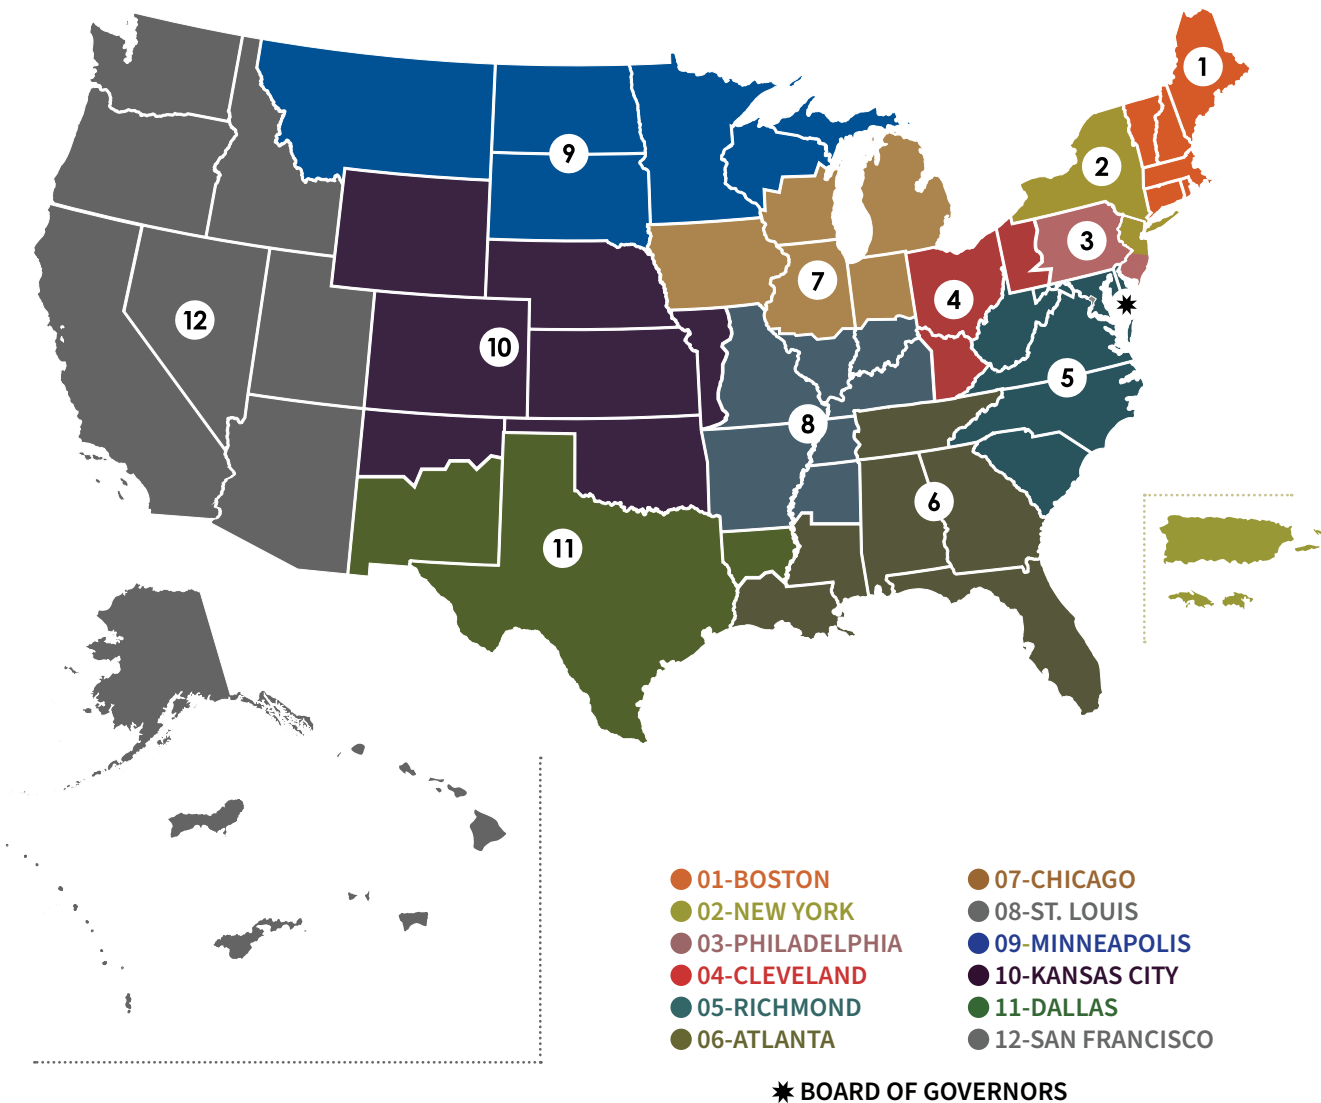 1
2
9
3
7
4
12
10
5
8
6
11
01-BOSTON
02-NEW YORK
03-PHILADELPHIA
04-CLEVELAND
05-RICHMOND
06-ATLANTA
07-CHICAGO
08-ST. LOUIS
09-MINNEAPOLIS
10-KANSAS CITY
11-DALLAS
12-SAN FRANCISCO
BOARD OF GOVERNORS